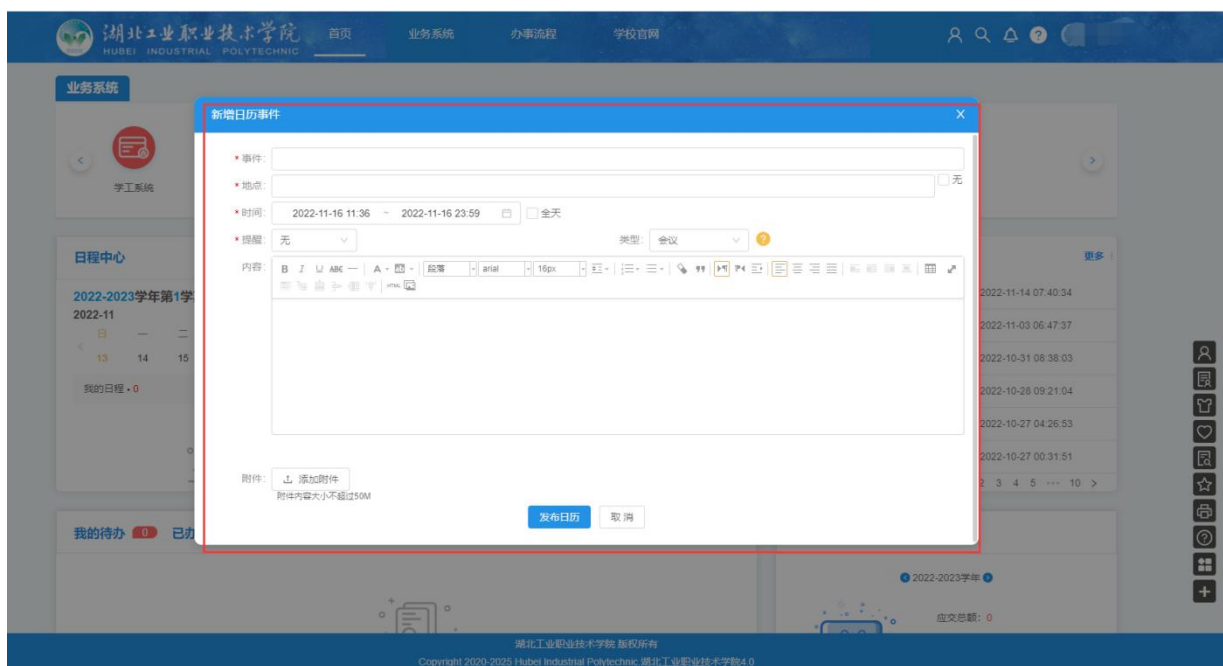 湖北工业职业技术学院 首页 业务系统 办事流程 学校官网
HUBEI INDUSTRIAL POLYTECHNIC
业务系统
新增日历事件 X
学工系统
* 事件:
* 地点: 无
* 时间: 2022-11-16 11:36 ~ 2022-11-16 23:59 全天
* 提醒: 无 类型: 会议 ?
内容: B I U ABC A 段落 arial 16px
HTML
附件: 添加附件
附件内容大小不超过50M
发布日历 取消
日程中心
2022-2023学年第1学
2022-11
日 一 二
13 14 15
我的日程 • 0
更多
2022-11-14 07:40:34
2022-11-03 06:47:37
2022-10-31 08:38:03
2022-10-28 09:21:04
2022-10-27 04:26:53
2022-10-27 00:31:51
2 3 4 5 ··· 10 >
我的待办 0 已办
2022-2023学年
应交总额: 0
湖北工业职业技术学院 版权所有
Copyright 2020-2025 Hubei Industrial Polytechnic 湖北工业职业技术学院4.0